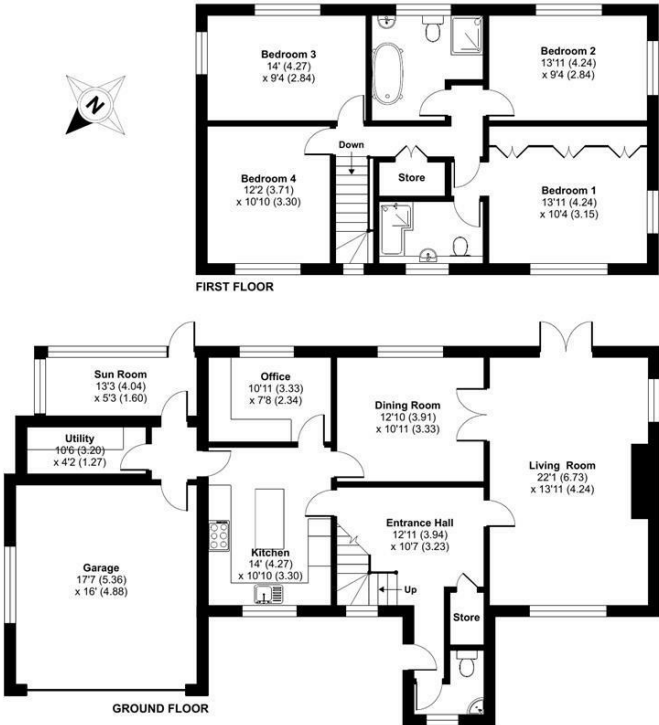 Bedroom 3
14' (4.27)
x 9'4 (2.84)
Bedroom 2
13'11 (4.24)
x 9'4 (2.84)
N
Down
Bedroom 4
12'2 (3.71)
x 10'10 (3.30)
Store
Bedroom 1
13'11 (4.24)
x 10'4 (3.15)
FIRST FLOOR
Sun Room
13'3 (4.04)
x 5'3 (1.60)
Office
10'11 (3.33)
x 7'8 (2.34)
Dining Room
12'10 (3.91)
x 10'11 (3.33)
Utility
10'6 (3.20)
x 4'2 (1.27)
Living Room
22'1 (6.73)
x 13'11 (4.24)
Entrance Hall
12'11 (3.94)
x 10'7 (3.23)
Kitchen
14' (4.27)
x 10'10 (3.30)
Garage
17'7 (5.36)
x 16' (4.88)
Up
Store
GROUND FLOOR